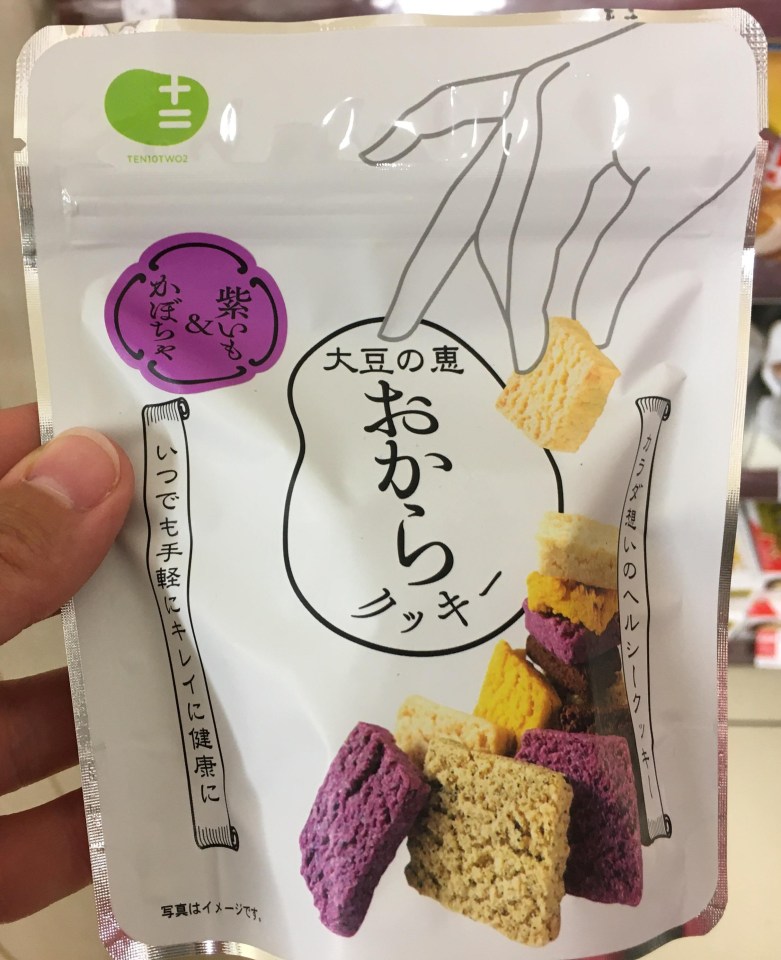 十二
TEN10TWO2
紫いも
&
かぼちゃ
大豆の恵
おから
クッキー
カラダ想いのヘルシークッキー
いつでも手軽にキレイに健康に
写真はイメージです。